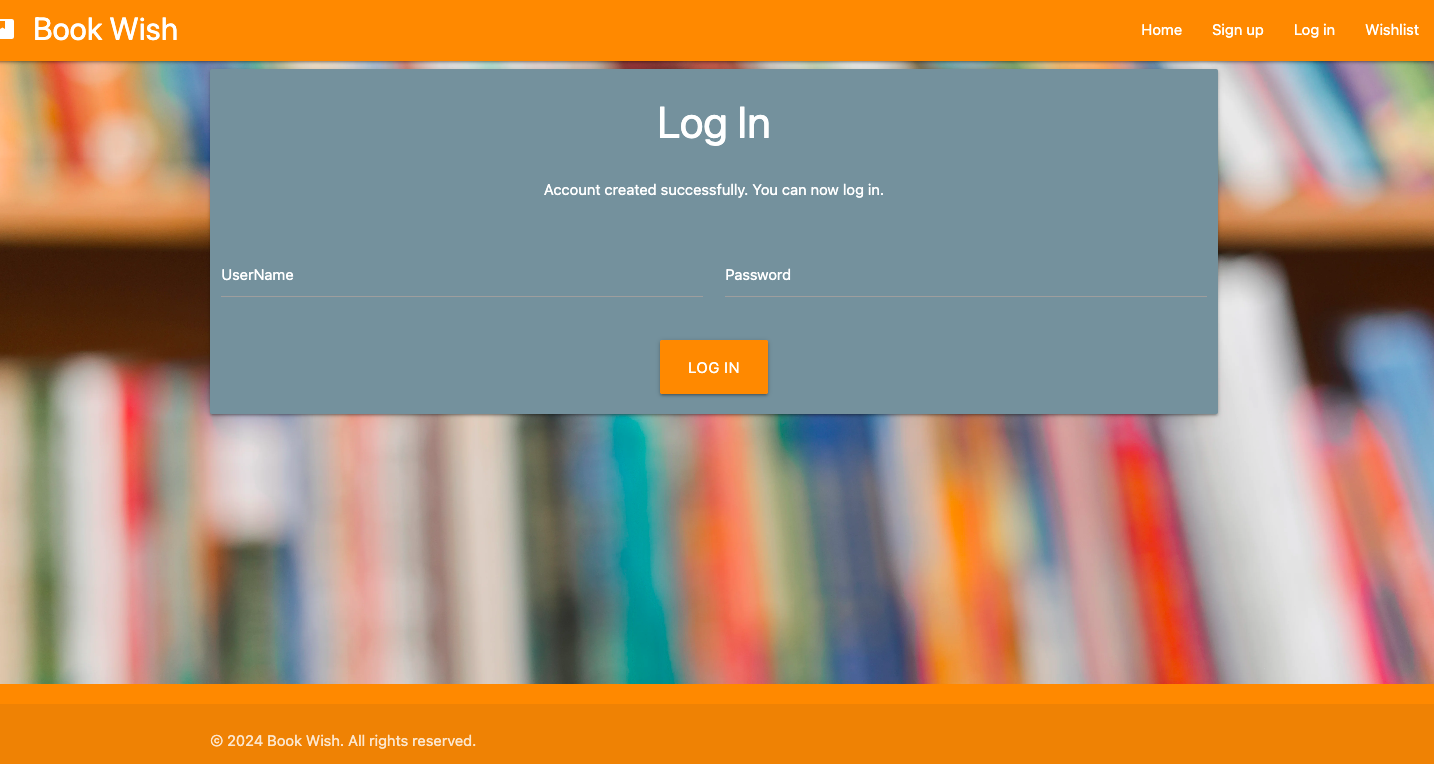 Book Wish
Home Sign up Log in Wishlist
Log In
Account created successfully. You can now log in.
UserName Password
LOG IN
© 2024 Book Wish. All rights reserved.